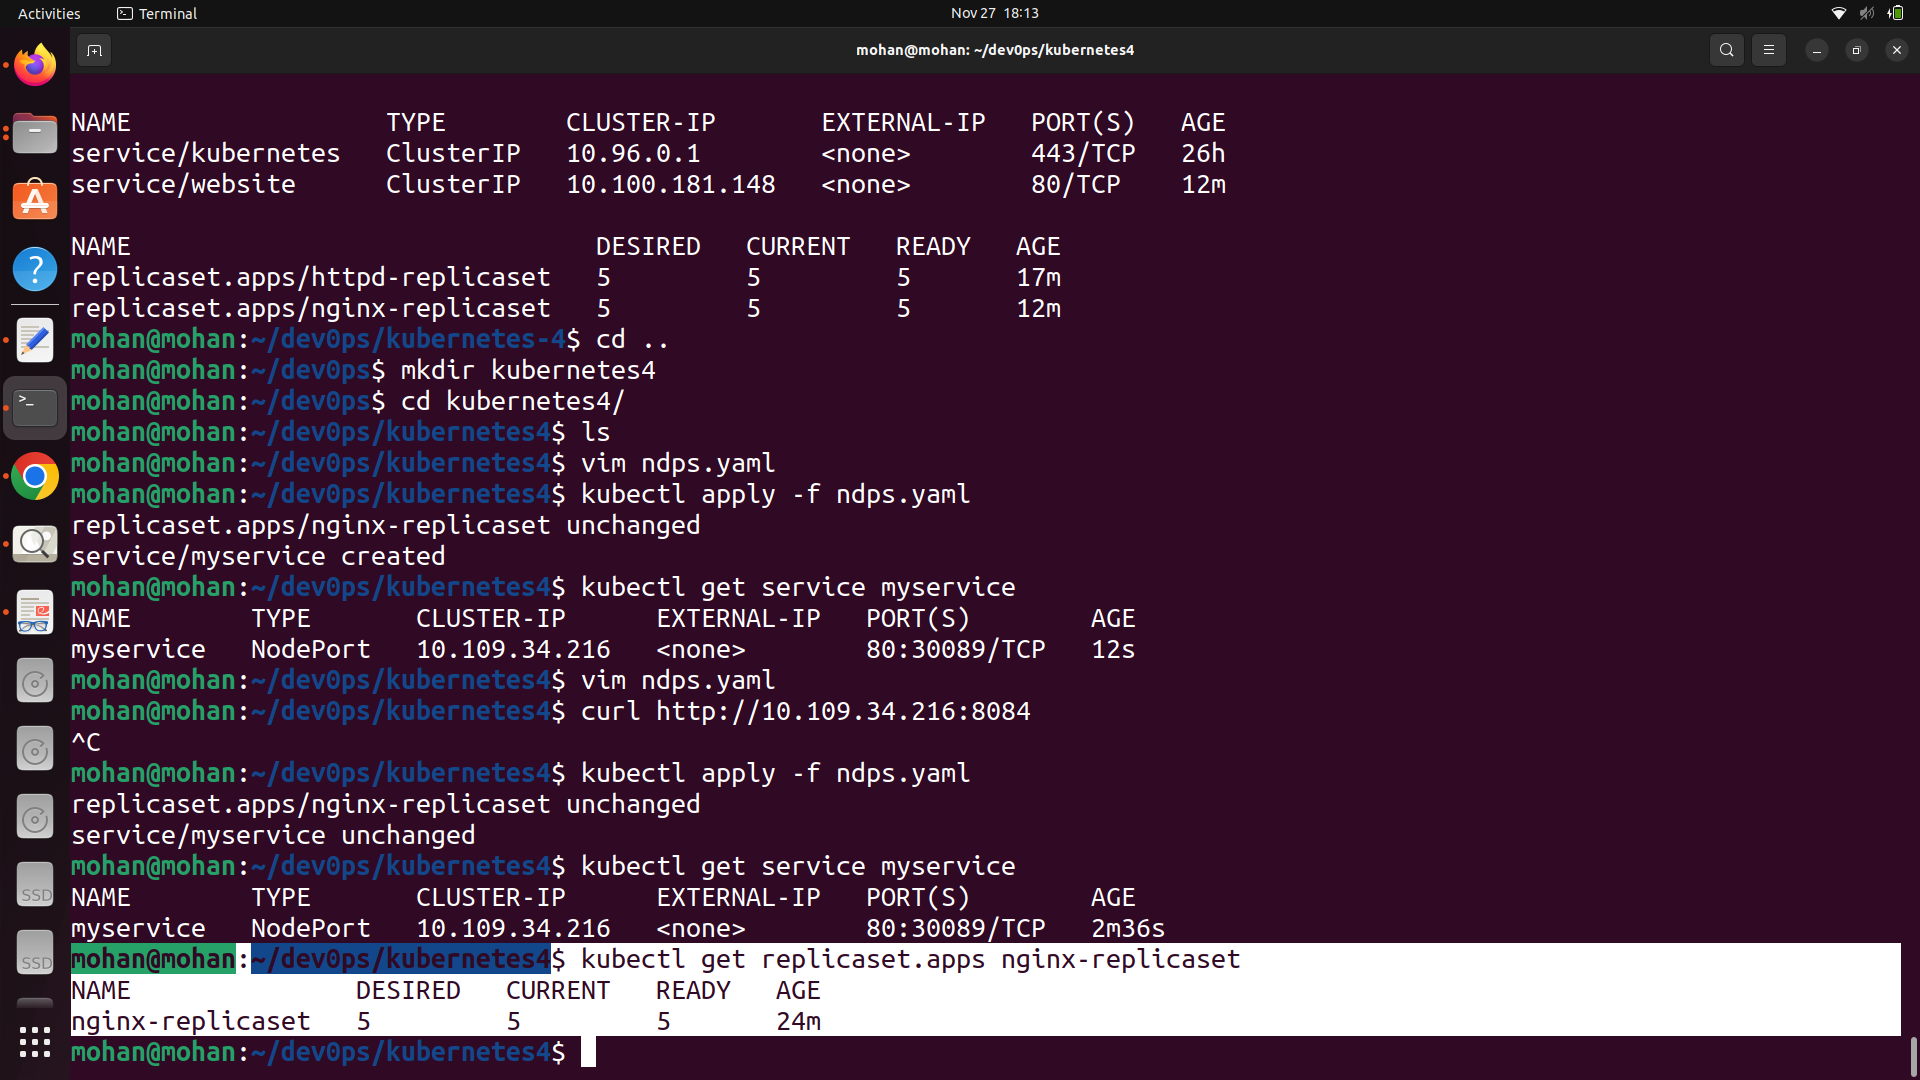 Activities Terminal Nov 27 18:13
mohan@mohan: ~/dev0ps/kubernetes4
NAME TYPE CLUSTER-IP EXTERNAL-IP PORT(S) AGE
service/kubernetes ClusterIP 10.96.0.1 <none> 443/TCP 26h
service/website ClusterIP 10.100.181.148 <none> 80/TCP 12m
NAME DESIRED CURRENT READY AGE
replicaset.apps/httpd-replicaset 5 5 5 17m
replicaset.apps/nginx-replicaset 5 5 5 12m
mohan@mohan:~/dev0ps/kubernetes-4$ cd ..
mohan@mohan:~/dev0ps$ mkdir kubernetes4
mohan@mohan:~/dev0ps$ cd kubernetes4/
mohan@mohan:~/dev0ps/kubernetes4$ ls
mohan@mohan:~/dev0ps/kubernetes4$ vim ndps.yaml
mohan@mohan:~/dev0ps/kubernetes4$ kubectl apply -f ndps.yaml
replicaset.apps/nginx-replicaset unchanged
service/myservice created
mohan@mohan:~/dev0ps/kubernetes4$ kubectl get service myservice
NAME TYPE CLUSTER-IP EXTERNAL-IP PORT(S) AGE
myservice NodePort 10.109.34.216 <none> 80:30089/TCP 12s
mohan@mohan:~/dev0ps/kubernetes4$ vim ndps.yaml
mohan@mohan:~/dev0ps/kubernetes4$ curl http://10.109.34.216:8084
^C
mohan@mohan:~/dev0ps/kubernetes4$ kubectl apply -f ndps.yaml
replicaset.apps/nginx-replicaset unchanged
service/myservice unchanged
mohan@mohan:~/dev0ps/kubernetes4$ kubectl get service myservice
NAME TYPE CLUSTER-IP EXTERNAL-IP PORT(S) AGE
myservice NodePort 10.109.34.216 <none> 80:30089/TCP 2m36s
mohan@mohan:~/dev0ps/kubernetes4$ kubectl get replicaset.apps nginx-replicaset
NAME DESIRED CURRENT READY AGE
nginx-replicaset 5 5 5 24m
mohan@mohan:~/dev0ps/kubernetes4$
SSD
SSD